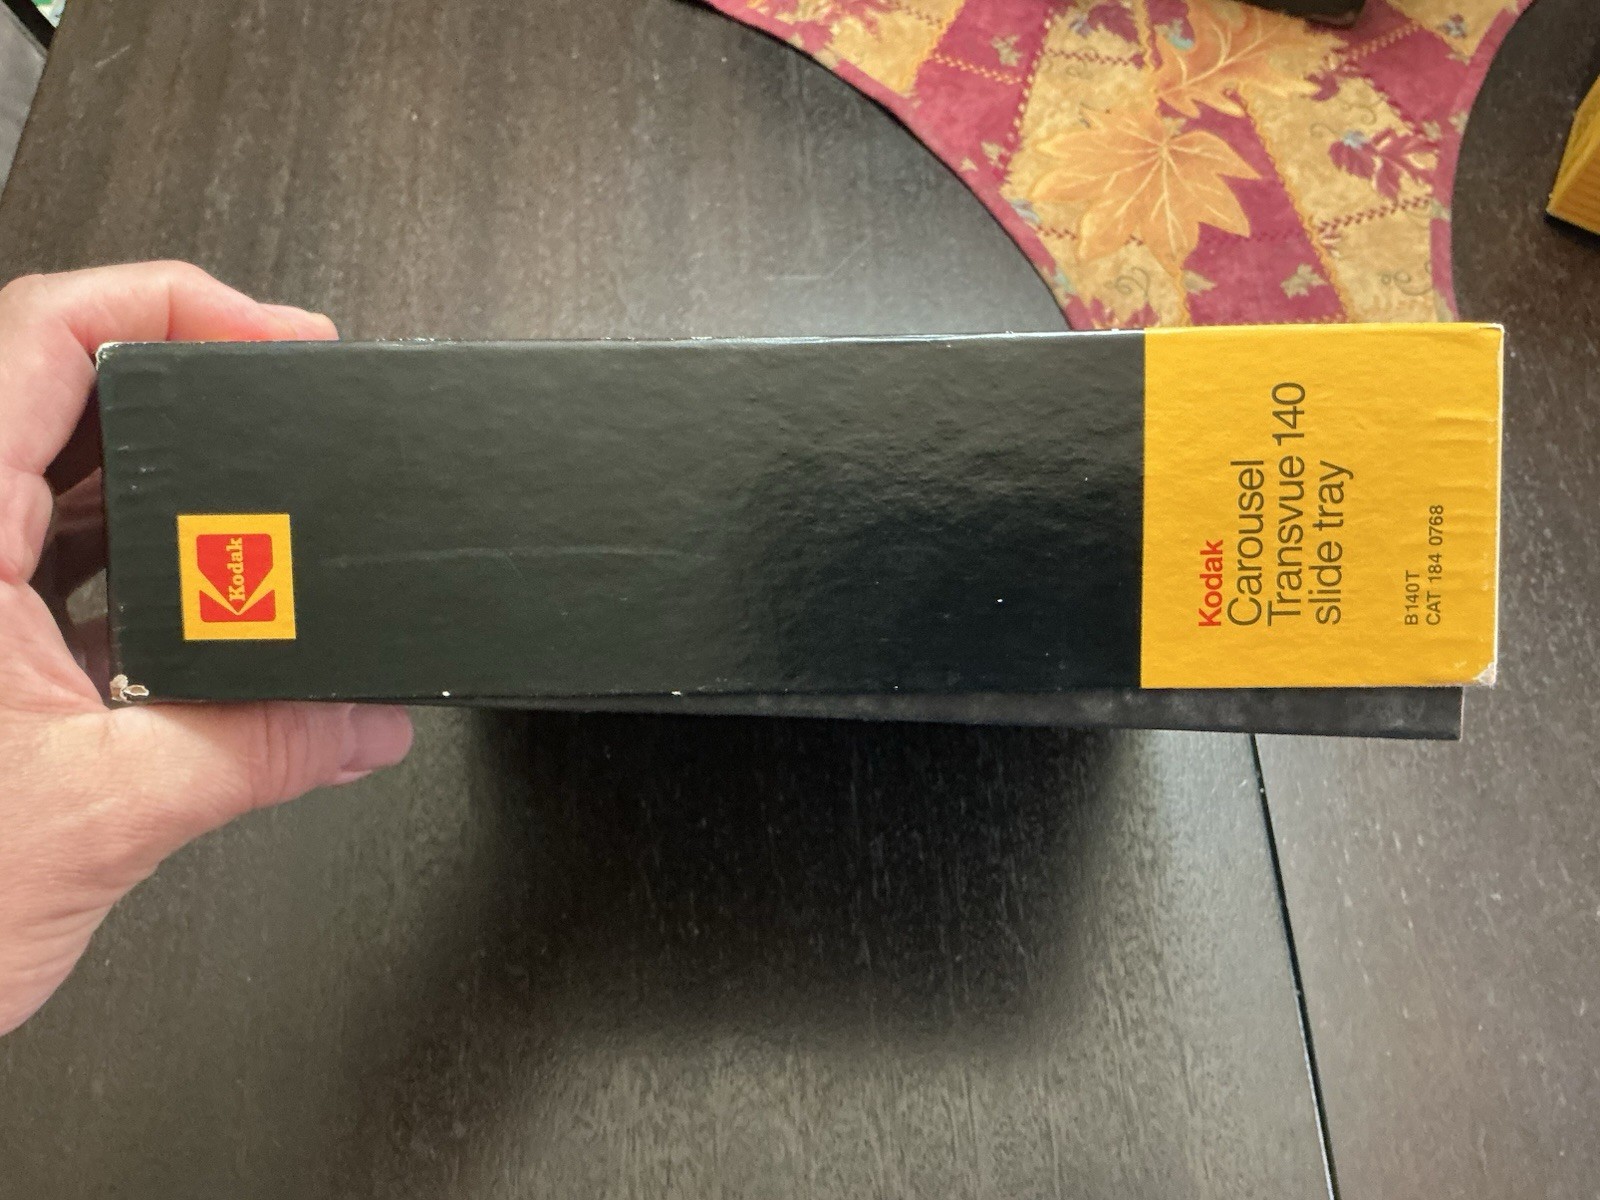 Kodak
Kodak
Carousel
Transvue 140
slide tray
B140T
CAT 184 0768